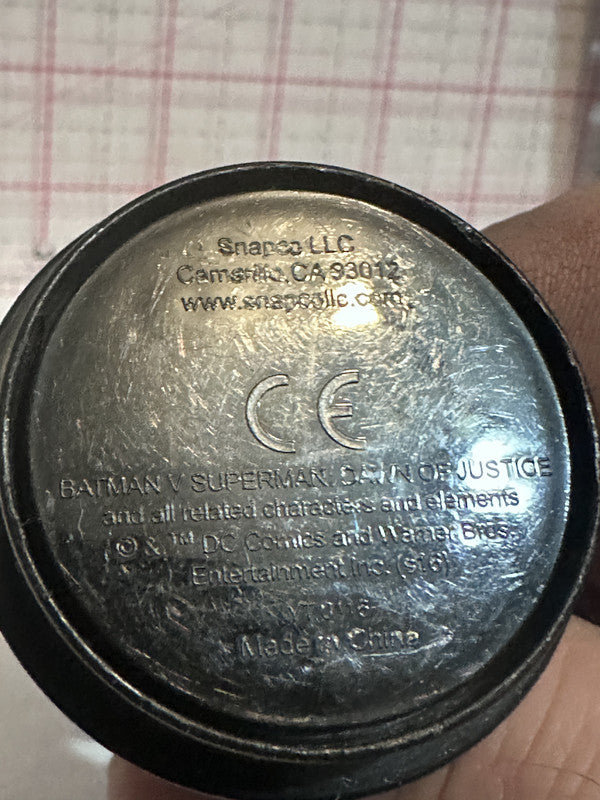 Snapco LLC
Camarillo, CA 93012
www.snapcollc.com
CE
BATMAN V SUPERMAN: DAWN OF JUSTICE
and all related characters and elements
© & ™ DC Comics and Warner Bros.
Entertainment Inc. (s16)
©
Made in China